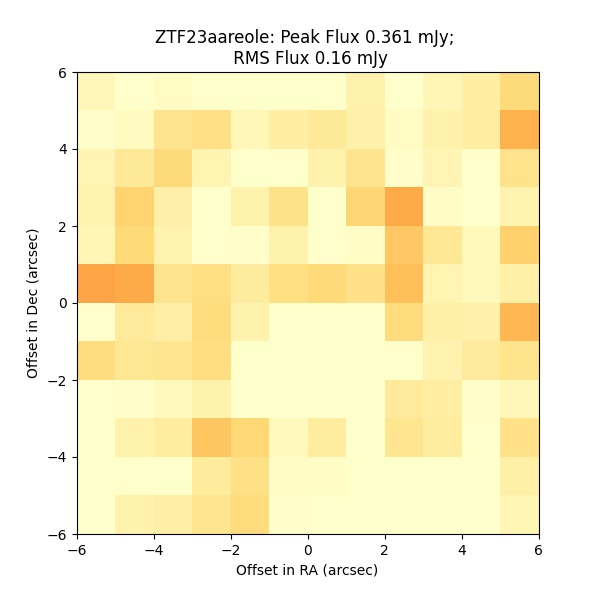 ZTF23aareole: Peak Flux 0.361 mJy;
RMS Flux 0.16 mJy
6
4
2
0
−2
−4
−6
Offset in Dec (arcsec)
−6 −4 −2 0 2 4 6
Offset in RA (arcsec)